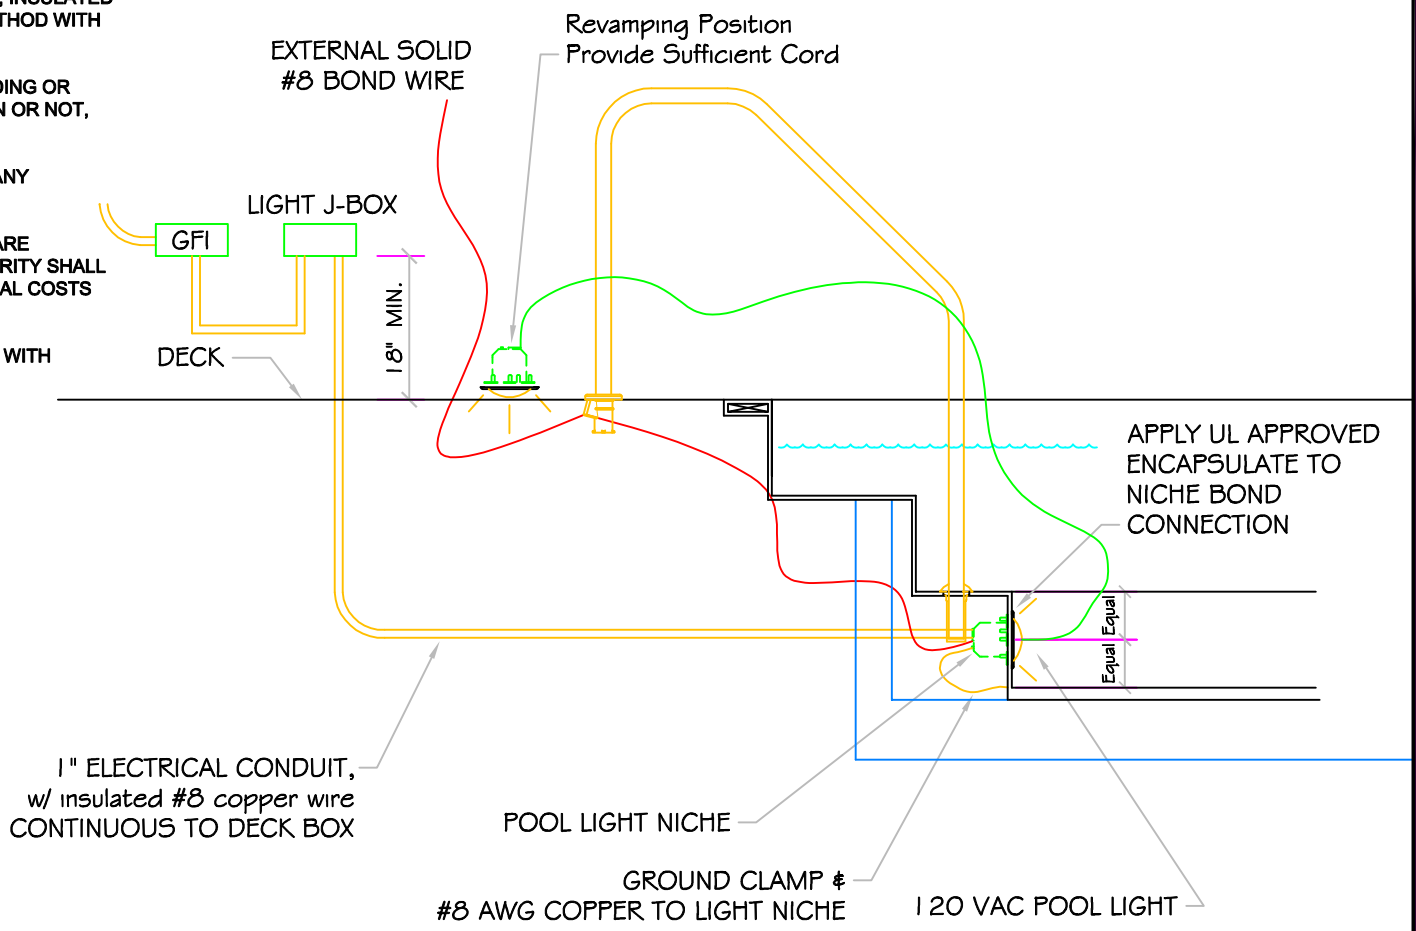 , INSULATED
THOD WITH
DING OR
N OR NOT,
ANY
ARE
RITY SHALL
AL COSTS
WITH
Revamping Position
Provide Sufficient Cord
EXTERNAL SOLID
#8 BOND WIRE
LIGHT J-BOX
GFI
18" MIN.
DECK
APPLY UL APPROVED
ENCAPSULATE TO
NICHE BOND
CONNECTION
Equal
Equal
1" ELECTRICAL CONDUIT,
w/ insulated #8 copper wire
CONTINUOUS TO DECK BOX
POOL LIGHT NICHE
GROUND CLAMP &
#8 AWG COPPER TO LIGHT NICHE
120 VAC POOL LIGHT